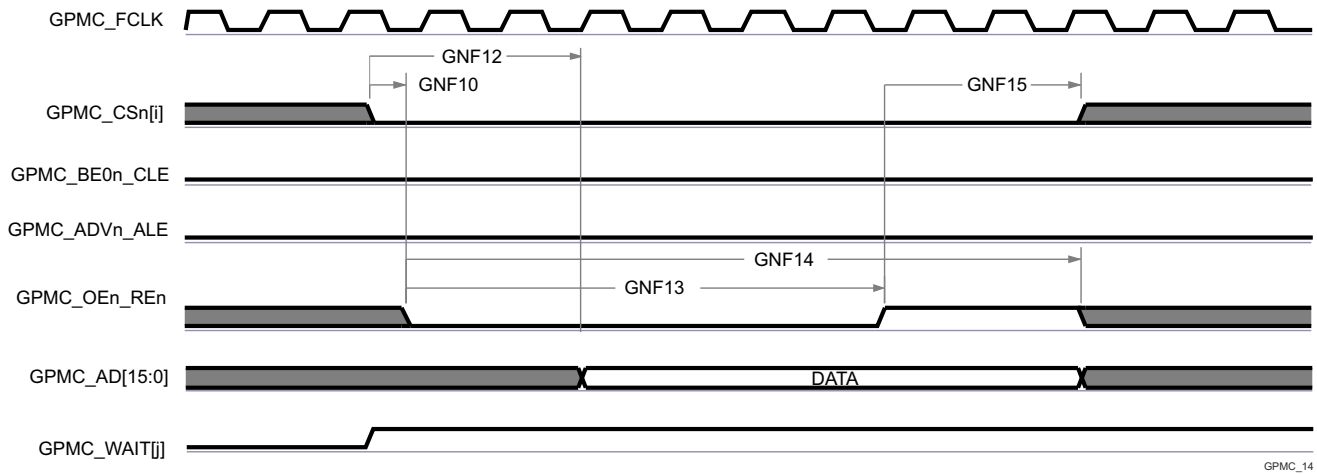 GPMC_FCLK
GNF12
GNF10
GNF15
GPMC_CSn[i]
GPMC_BE0n_CLE
GPMC_ADVn_ALE
GNF14
GNF13
GPMC_OEn_REn
GPMC_AD[15:0]
DATA
GPMC_WAIT[j]
GPMC_14